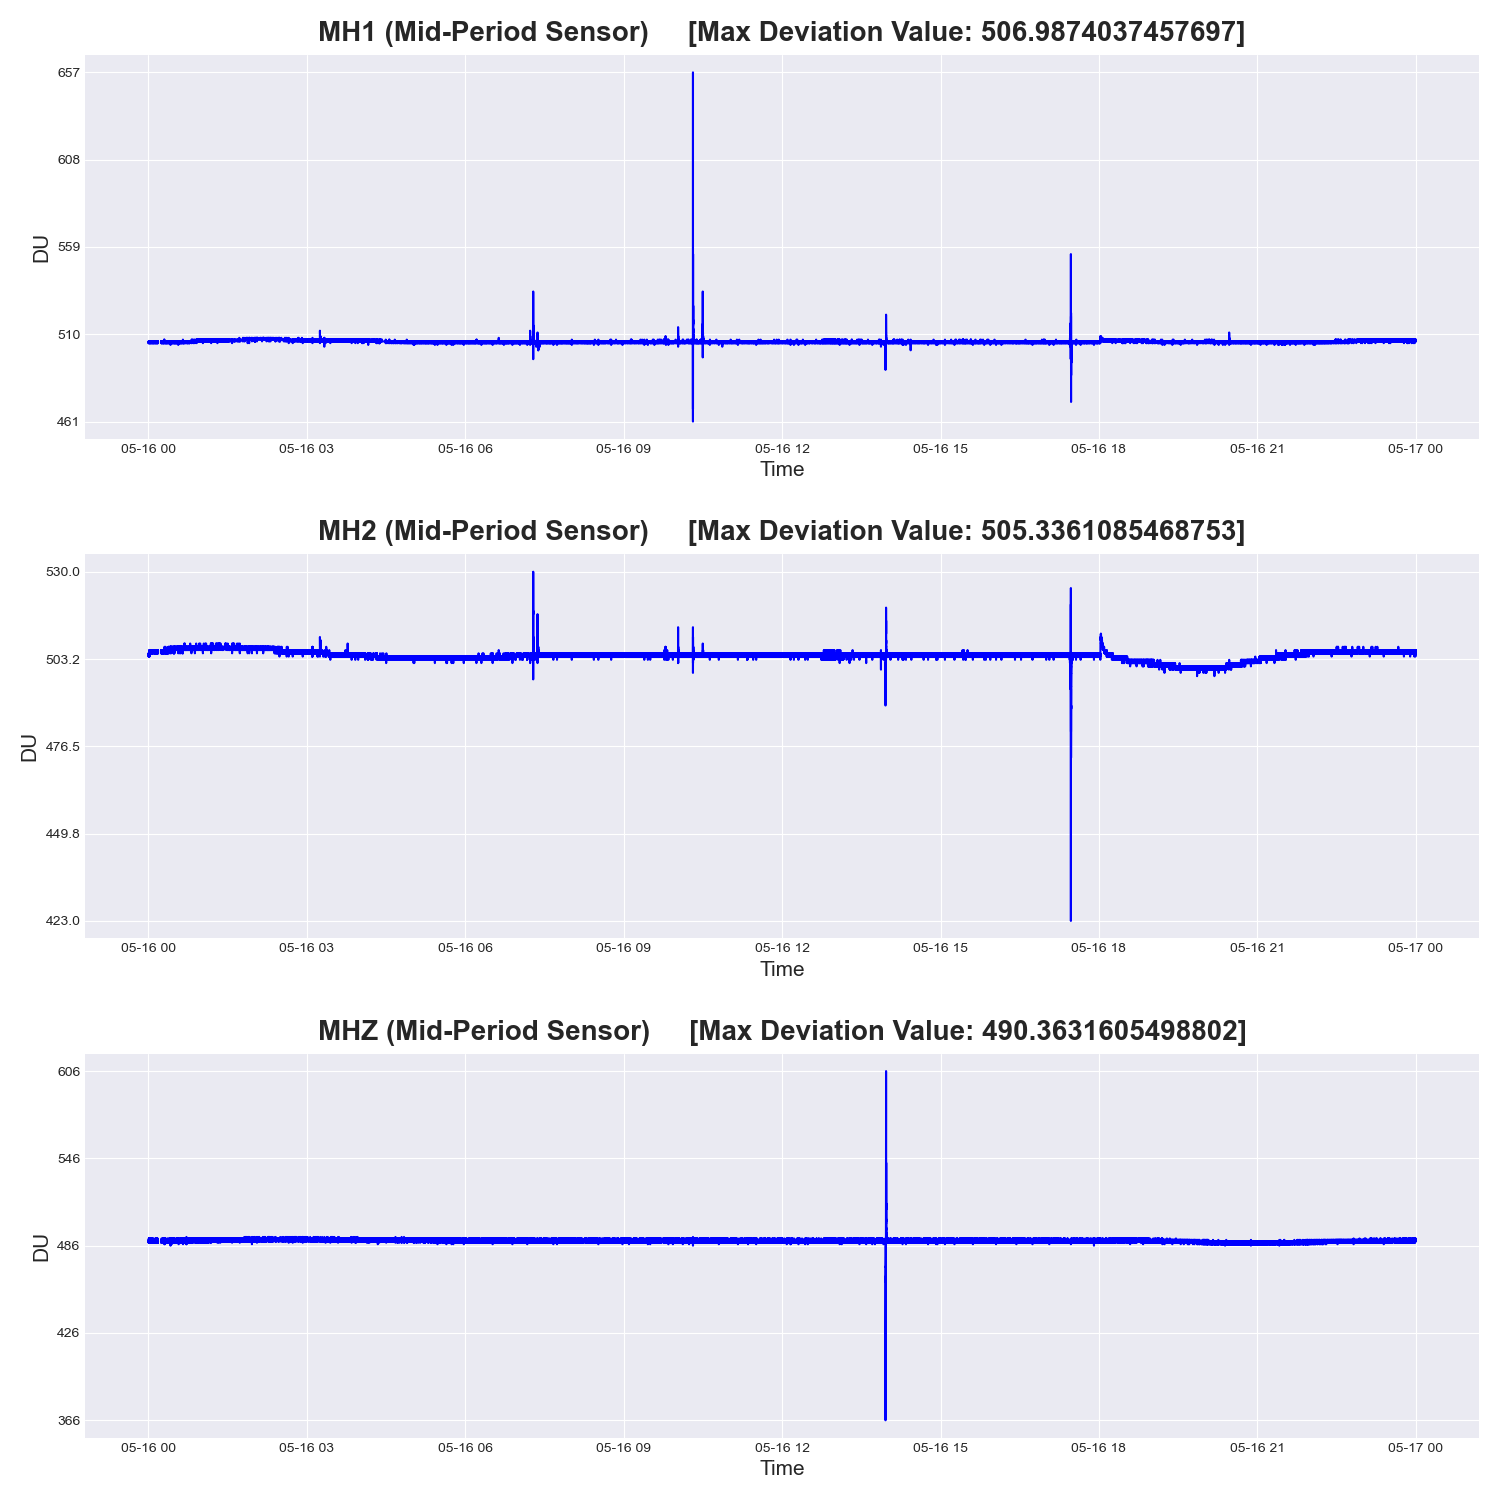 MH1 (Mid-Period Sensor) [Max Deviation Value: 506.9874037457697]
657
608
559
510
461
DU
05-16 00 05-16 03 05-16 06 05-16 09 05-16 12 05-16 15 05-16 18 05-16 21 05-17 00
Time
MH2 (Mid-Period Sensor) [Max Deviation Value: 505.3361085468753]
530.0
503.2
476.5
449.8
423.0
DU
05-16 00 05-16 03 05-16 06 05-16 09 05-16 12 05-16 15 05-16 18 05-16 21 05-17 00
Time
MHZ (Mid-Period Sensor) [Max Deviation Value: 490.3631605498802]
606
546
486
426
366
DU
05-16 00 05-16 03 05-16 06 05-16 09 05-16 12 05-16 15 05-16 18 05-16 21 05-17 00
Time